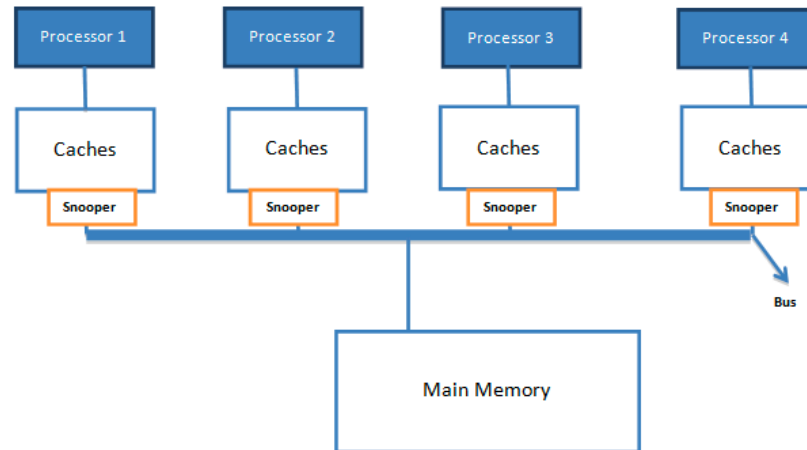 Processor 1
Processor 2
Processor 3
Processor 4
Caches
Caches
Caches
Caches
Snooper
Snooper
Snooper
Snooper
Bus
Main Memory